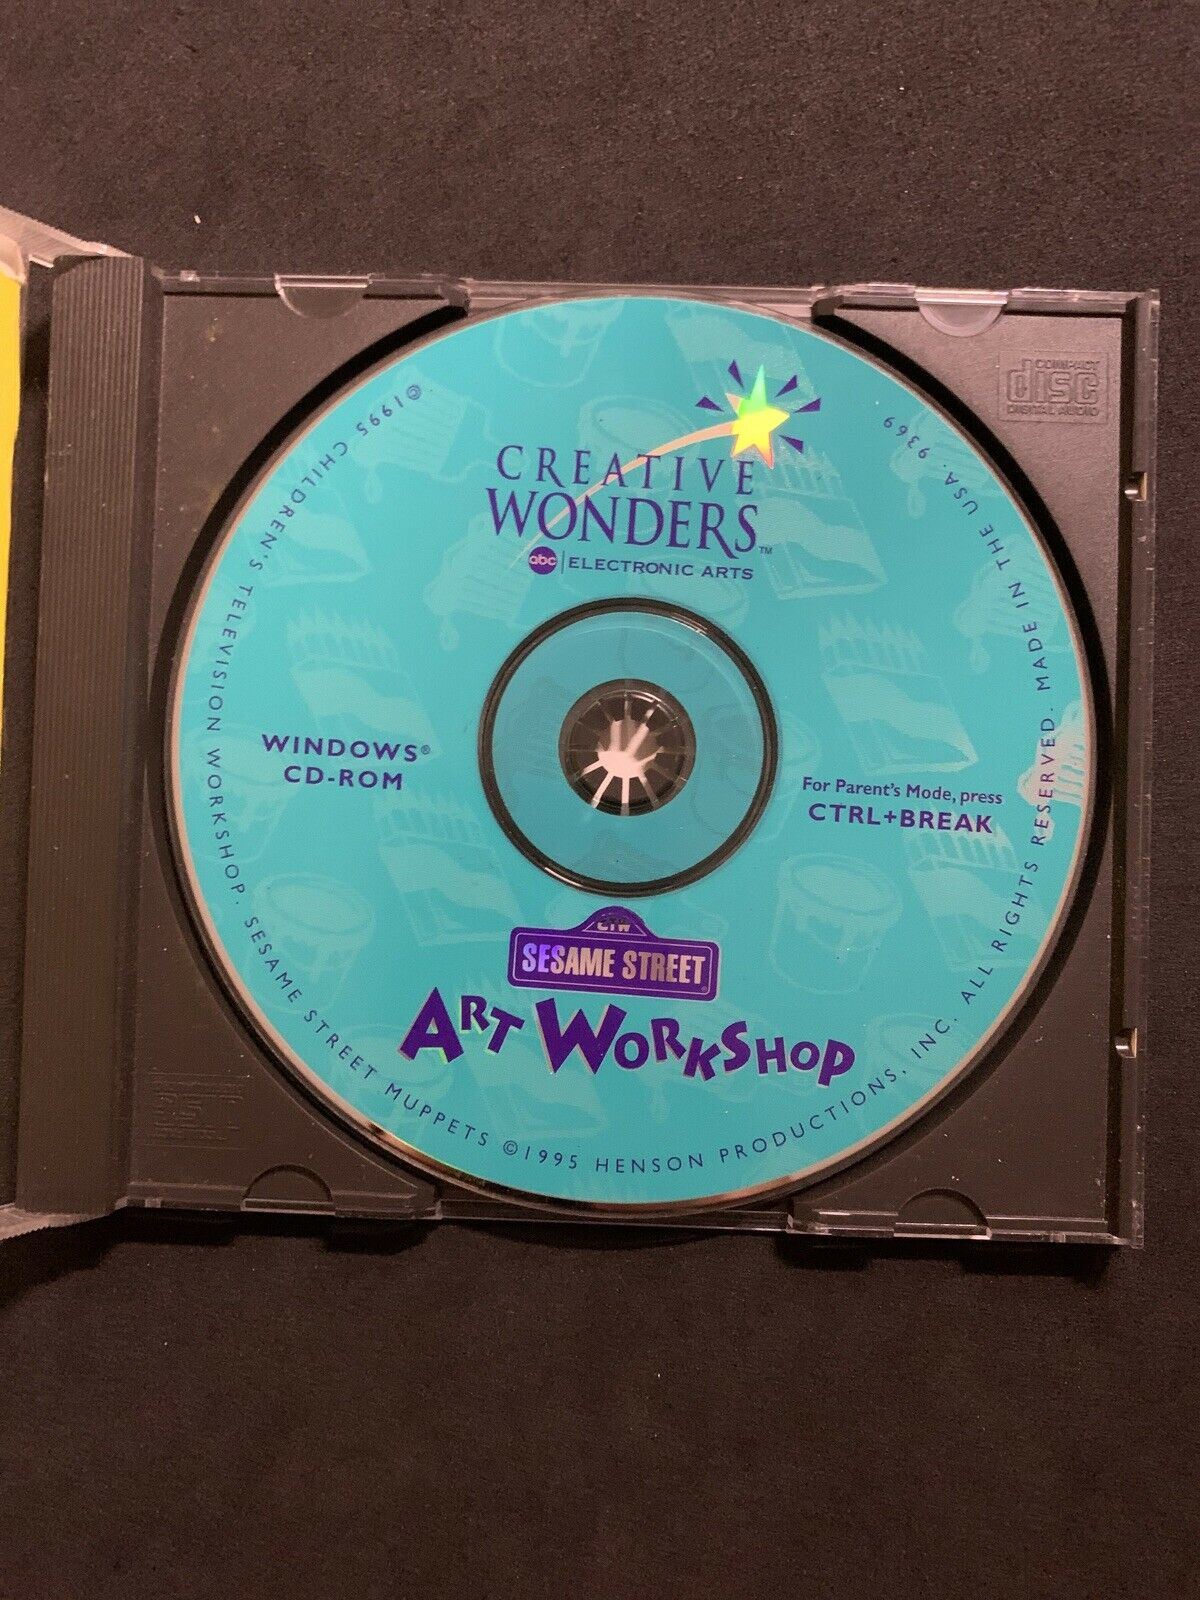 CREATIVE
WONDERS™
abc | ELECTRONIC ARTS
COMPACT
disc
DIGITAL AUDIO
WINDOWS®
CD-ROM
For Parent's Mode, press
CTRL+BREAK
CTW
SESAME STREET®
ART WORKSHOP
©1995 CHILDREN'S TELEVISION WORKSHOP. SESAME STREET MUPPETS ©1995 HENSON PRODUCTIONS, INC. ALL RIGHTS RESERVED. MADE IN THE USA. 9369